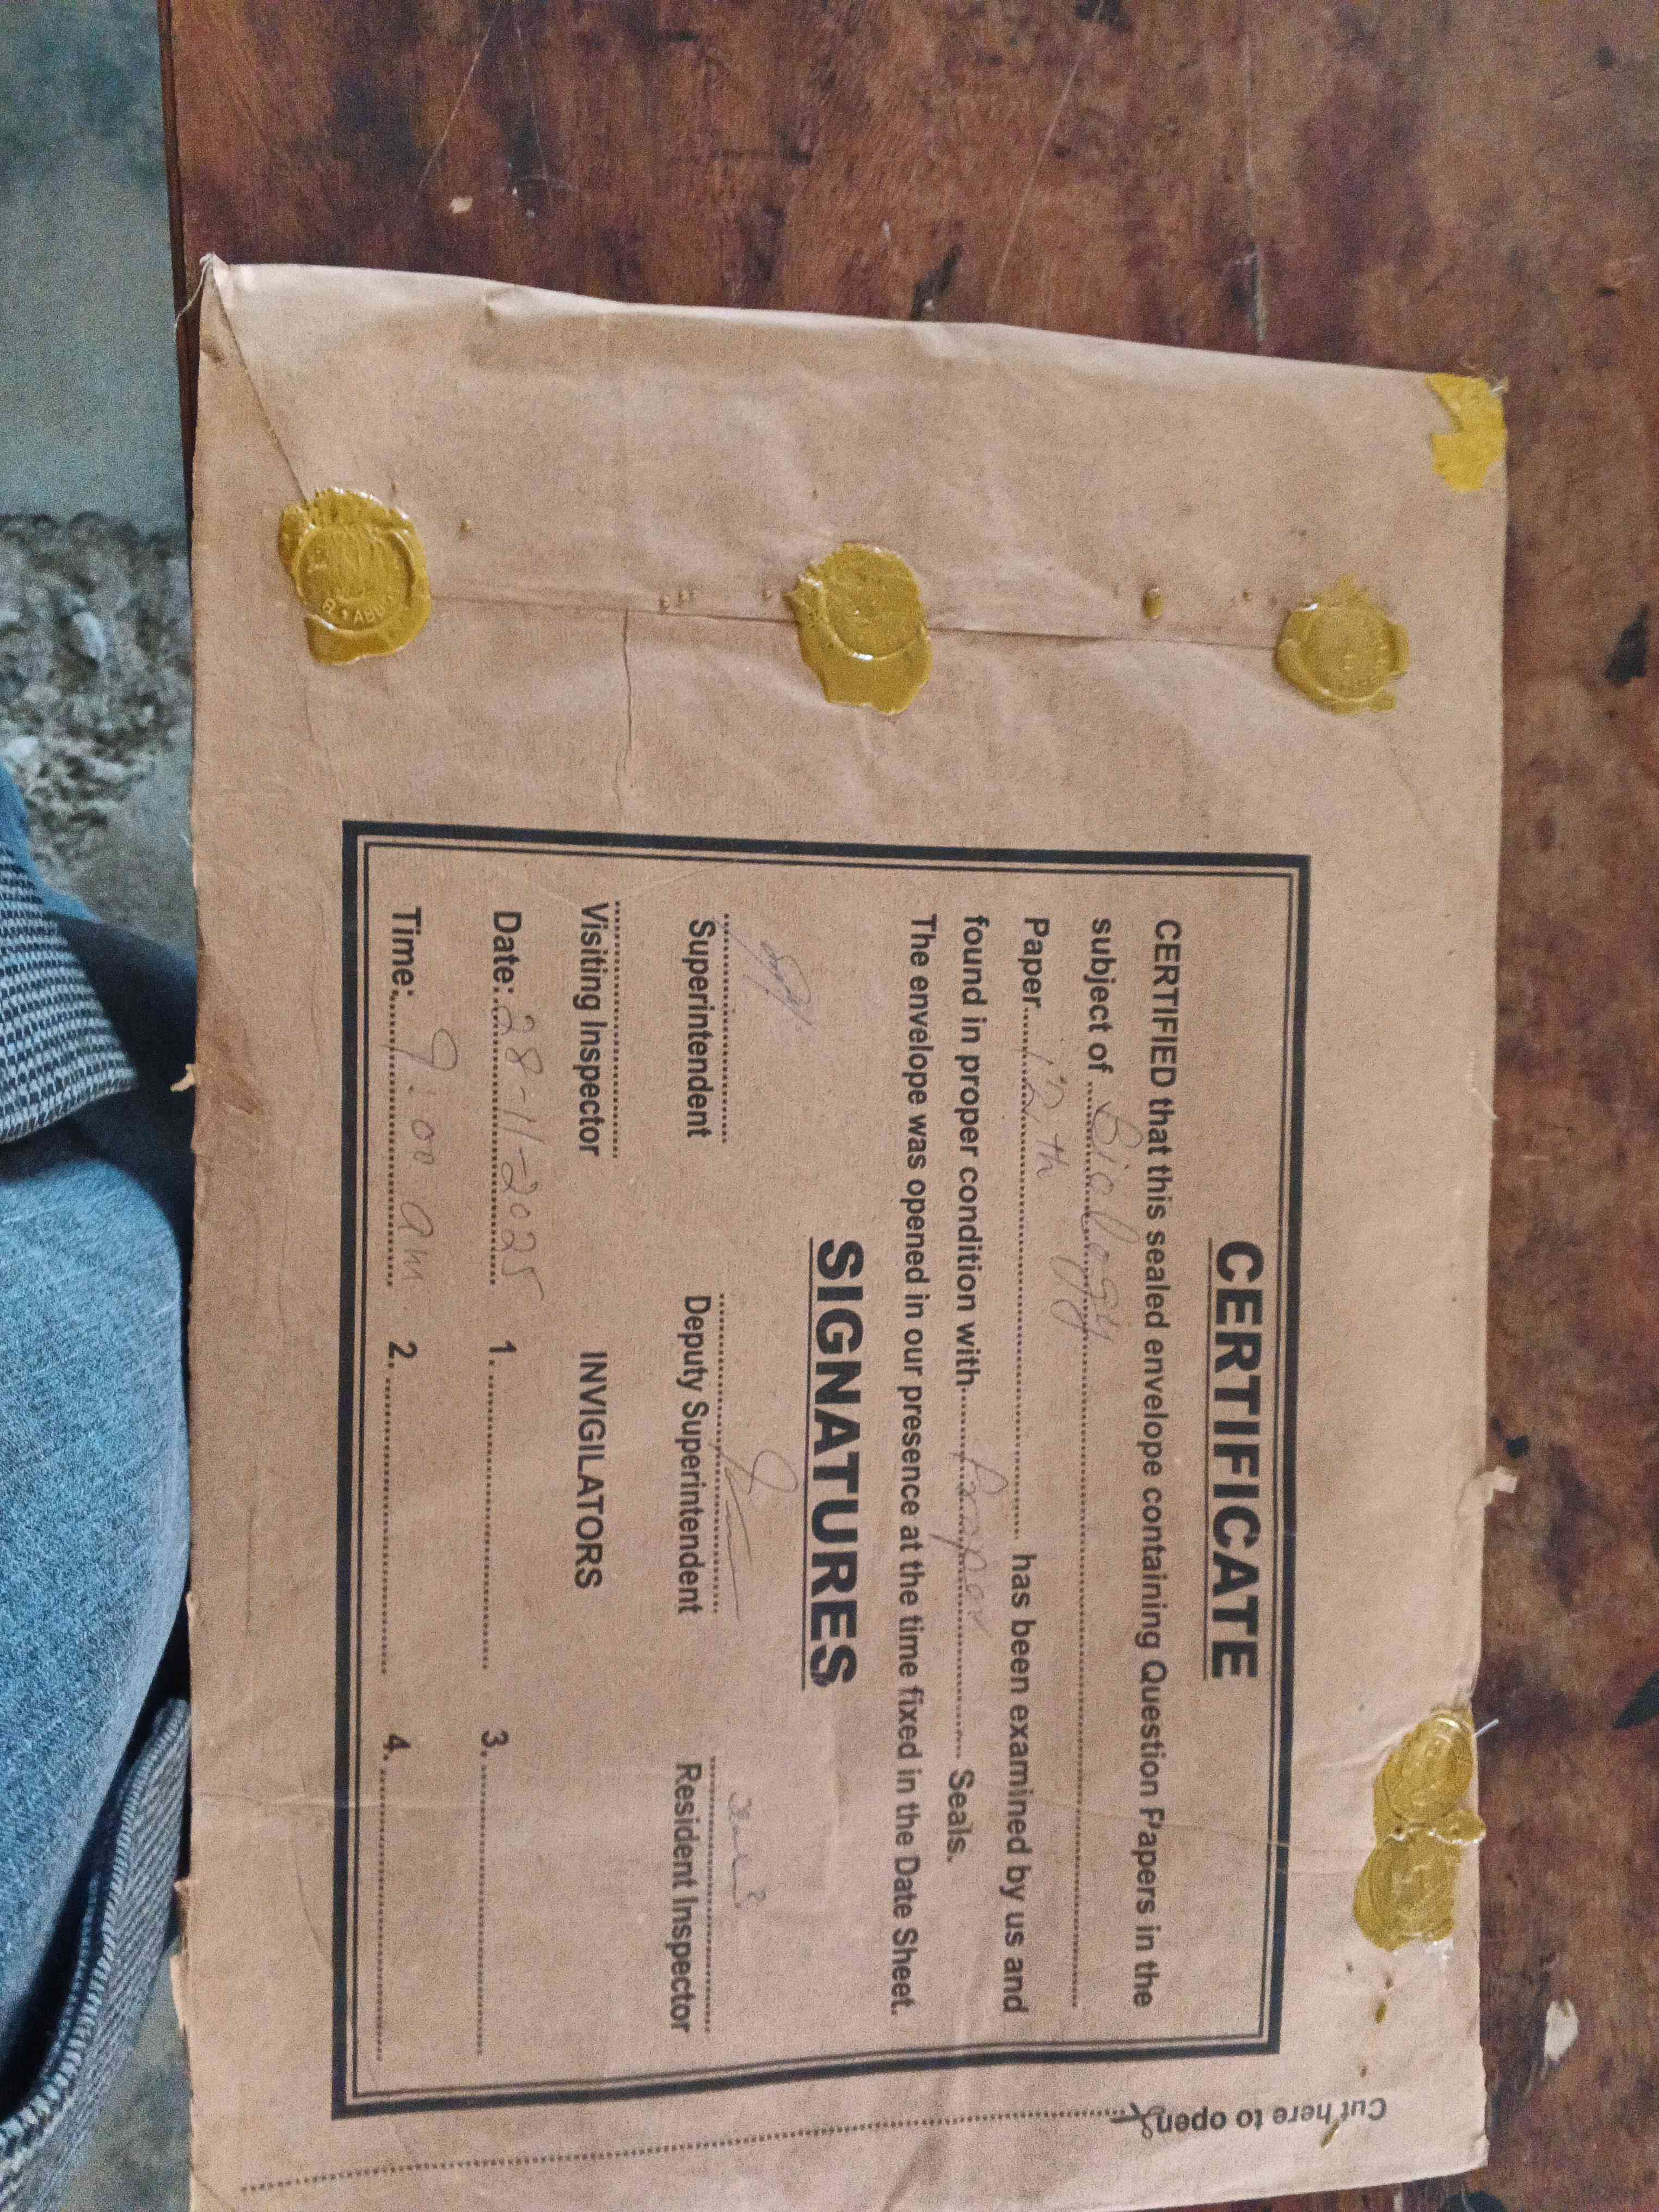 CERTIFICATE
CERTIFIED that this sealed envelope containing Question Papers in the
subject of ..... Biology .....
Paper ..... 12th ..... has been examined by us and
found in proper condition with..... Proper ..... Seals.
The envelope was opened in our presence at the time fixed in the Date Sheet.
SIGNATURES
Superintendent Deputy Superintendent Resident Inspector
Visiting Inspector INVIGILATORS
Date: 28-11-2025 1. ..... 3. .....
Time: 9:00 am 2. ..... 4. .....
Cut here to open